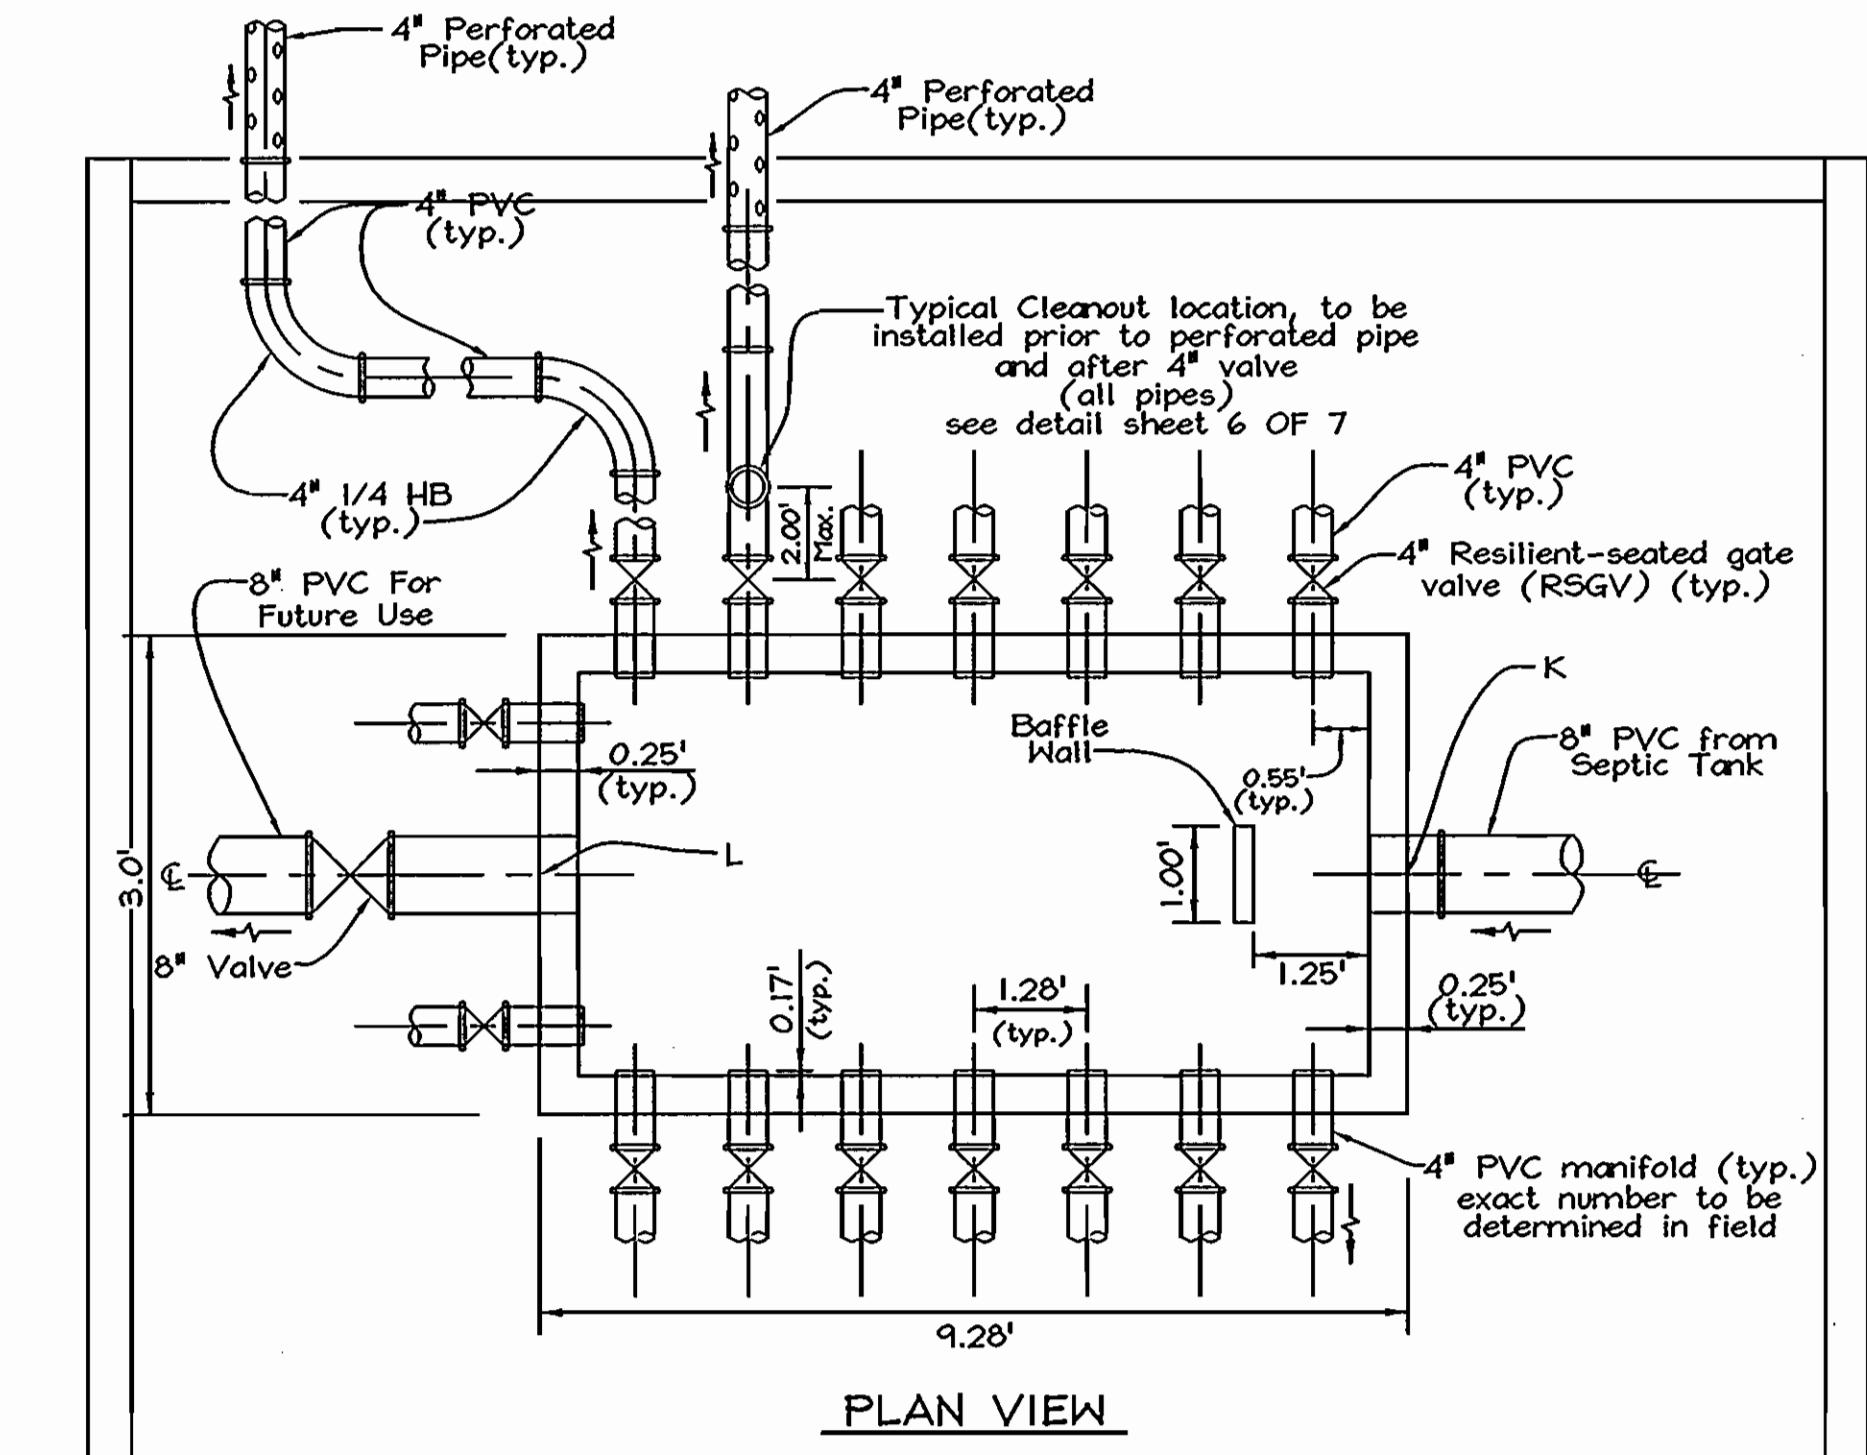 4" Perforated
Pipe(typ.)
4" Perforated
Pipe(typ.)
4" PVC
(typ.)
Typical Cleanout location, to be
installed prior to perforated pipe
and after 4" valve
(all pipes)
see detail sheet 6 OF 7
4" 1/4 HB
(typ.)
4" PVC
(typ.)
2.00'
Max.
4" Resilient-seated gate
valve (RSGV) (typ.)
8" PVC For
Future Use
K
Baffle
Wall
8" PVC from
Septic Tank
0.25'
(typ.)
0.55'
(typ.)
L
3.0'
℄
1.00'
℄
8" Valve
1.25'
0.17'
(typ.)
1.28'
(typ.)
0.25'
(typ.)
4" PVC manifold (typ.)
exact number to be
determined in field
9.28'
PLAN VIEW